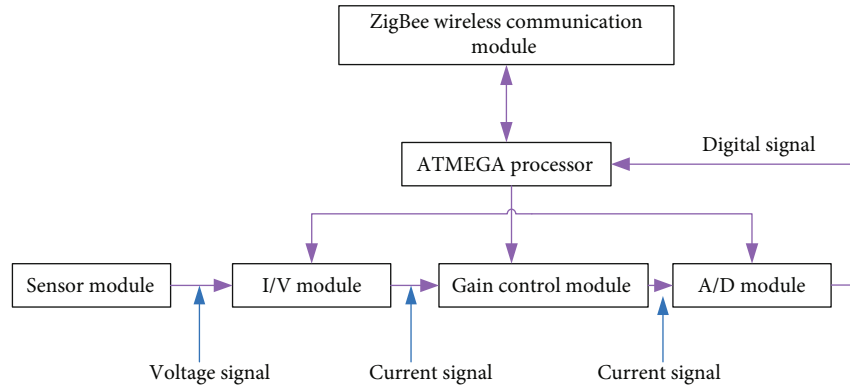 ZigBee wireless communication
module
ATMEGA processor
Digital signal
Sensor module
I/V module
Gain control module
A/D module
Voltage signal
Current signal
Current signal